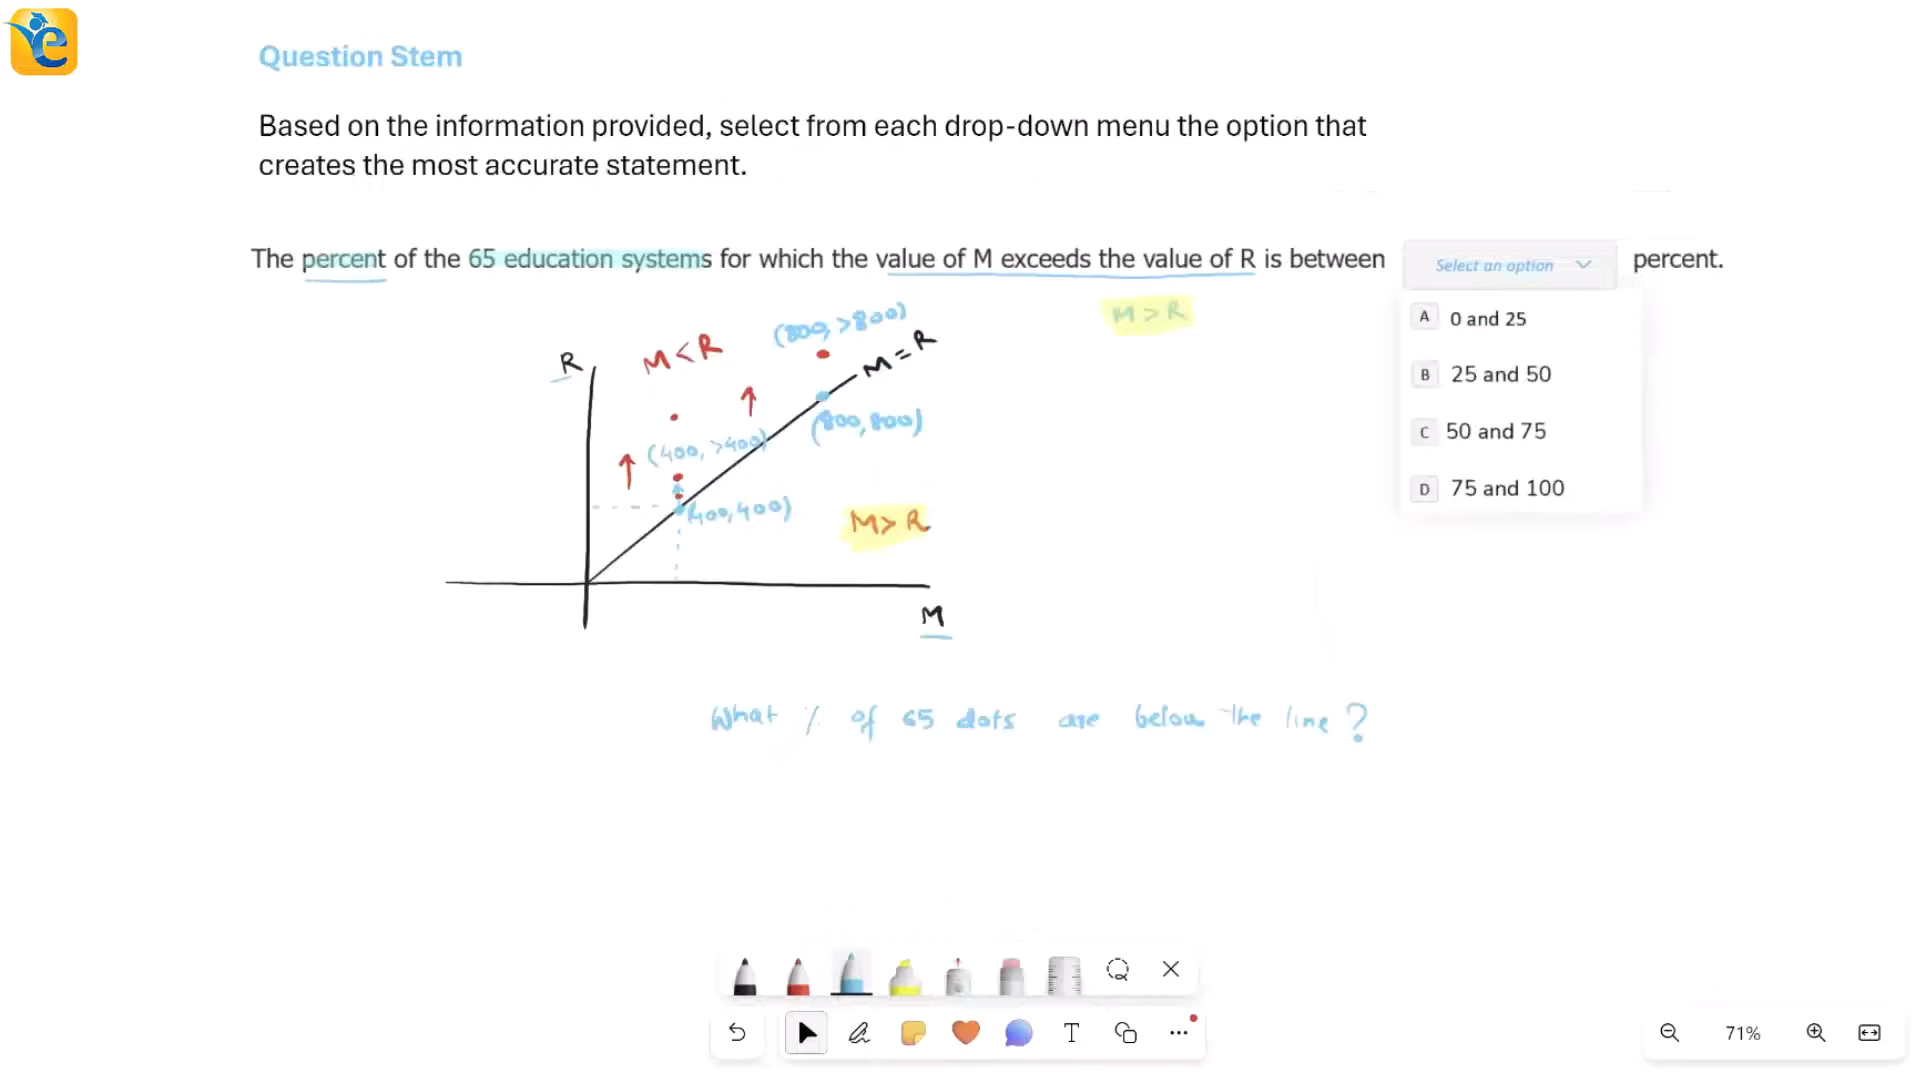 Question Stem
Based on the information provided, select from each drop-down menu the option that
creates the most accurate statement.
The percent of the 65 education systems for which the value of M exceeds the value of R is between Select an option percent.
A 0 and 25
B 25 and 50
C 50 and 75
D 75 and 100
M > R
(800, >800)
M < R
M = R
R
(800, 800)
(400, >400)
(400, 400)
M > R
M
What % of 65 dots are below the line ?
T
71%